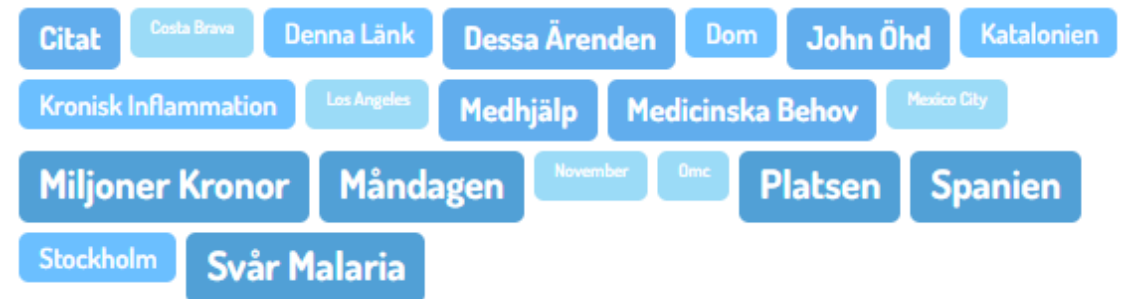 Citat Costa Brava Denna Länk Dessa Ärenden Dom John Öhd Katalonien
Kronisk Inflammation Los Angeles Medhjälp Medicinska Behov Mexico City
Miljoner Kronor Måndagen November Omc Platsen Spanien
Stockholm Svår Malaria